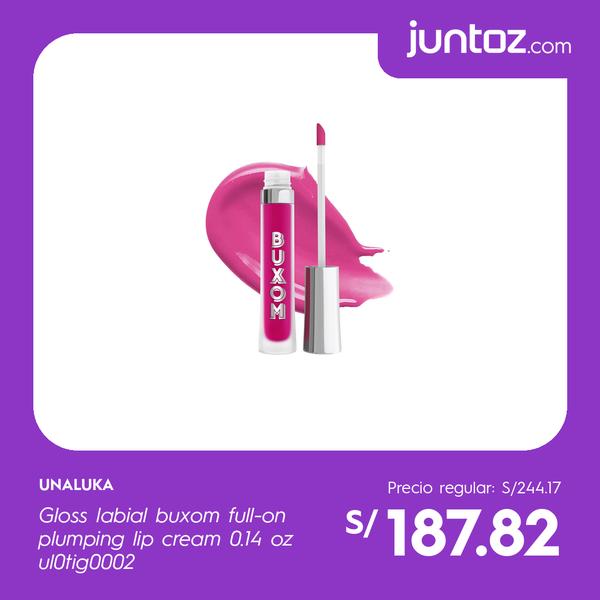 juntoz.com
BUXOM
UNALUKA
Gloss labial buxom full-on
plumping lip cream 0.14 oz
ul0tig0002
Precio regular: S/244.17
S/187.82